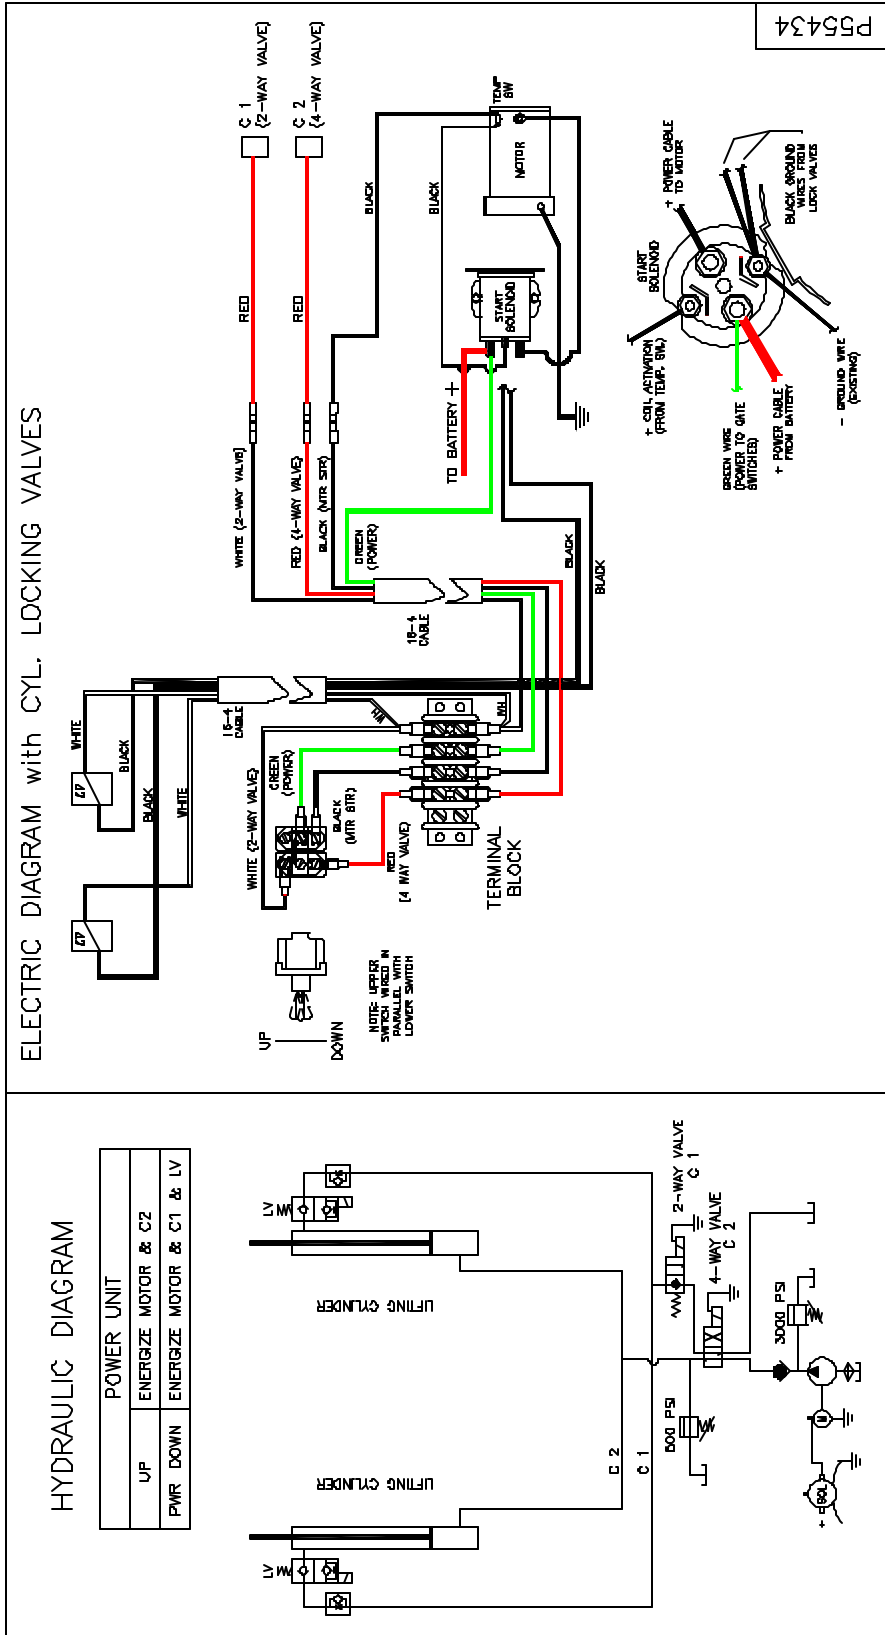 P55434
ELECTRIC DIAGRAM with CYL. LOCKING VALVES
C 1
(2-WAY VALVE)
C 2
(4-WAY VALVE)
RED
RED
BLACK
BLACK
TEMP
SW
MOTOR
START
SOLENOID
TO BATTERY +
WHITE (2-WAY VALVE)
RED (4-WAY VALVE)
BLACK (MTR STR)
GREEN
(POWER)
BLACK
BLACK
16-4
CABLE
16-4
CABLE
WHITE
BLACK
BLACK
WHITE
LV
LV
WH
WH
WHITE (2-WAY VALVE)
GREEN
(POWER)
BLACK
(MTR STR)
RED
(4 WAY VALVE)
TERMINAL
BLOCK
UP
DOWN
NOTE: UPPER
SWITCH WIRED IN
PARALLEL WITH
LOWER SWITCH
START
SOLENOID
+ POWER CABLE
TO MOTOR
BLACK GROUND
WIRES FROM
LOCK VALVES
+ COIL ACTIVATION
(FROM TEMP. SW.)
GREEN WIRE
(POWER TO GATE
SWITCHES)
+ POWER CABLE
FROM BATTERY
- GROUND WIRE
(EXISTING)
HYDRAULIC DIAGRAM
POWER UNIT
UP ENERGIZE MOTOR & C2
PWR DOWN ENERGIZE MOTOR & C1 & LV
LV
LV
LIFTING CYLINDER
LIFTING CYLINDER
C 2
C 1
2-WAY VALVE
C 1
4-WAY VALVE
C 2
3000 PSI
500 PSI
M
SOL
+